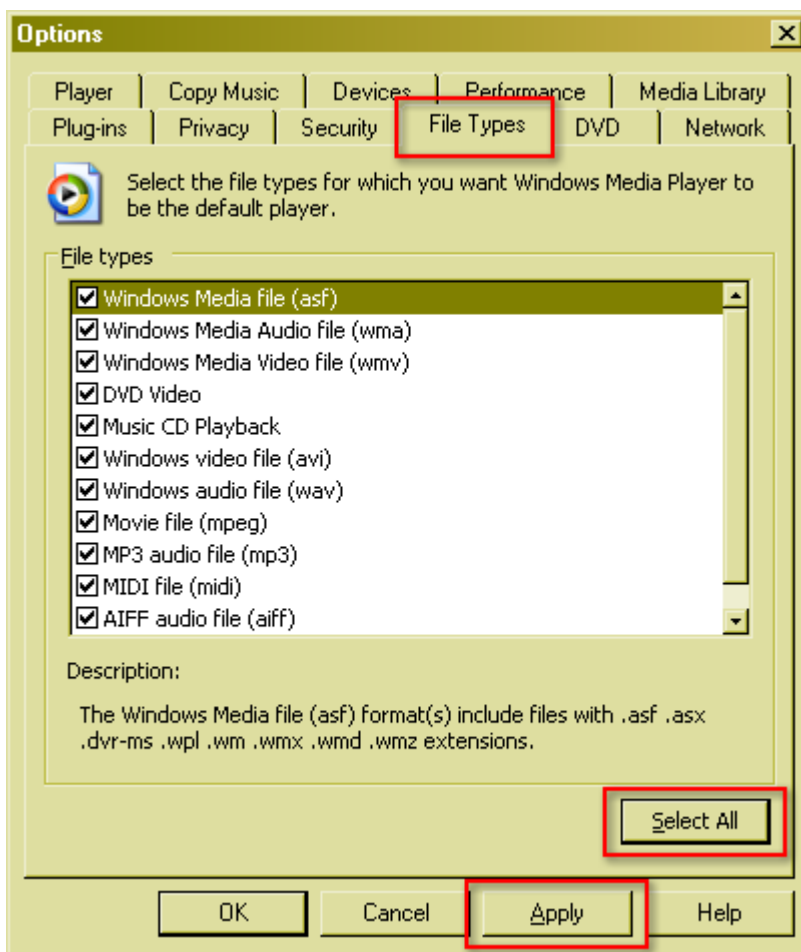 Options
Player Copy Music Devices Performance Media Library
Plug-ins Privacy Security File Types DVD Network
Select the file types for which you want Windows Media Player to
be the default player.
File types
Windows Media file (asf)
Windows Media Audio file (wma)
Windows Media Video file (wmv)
DVD Video
Music CD Playback
Windows video file (avi)
Windows audio file (wav)
Movie file (mpeg)
MP3 audio file (mp3)
MIDI file (midi)
AIFF audio file (aiff)
Description:
The Windows Media file (asf) format(s) include files with .asf .asx
.dvr-ms .wpl .wm .wmx .wmd .wmz extensions.
Select All
OK Cancel Apply Help